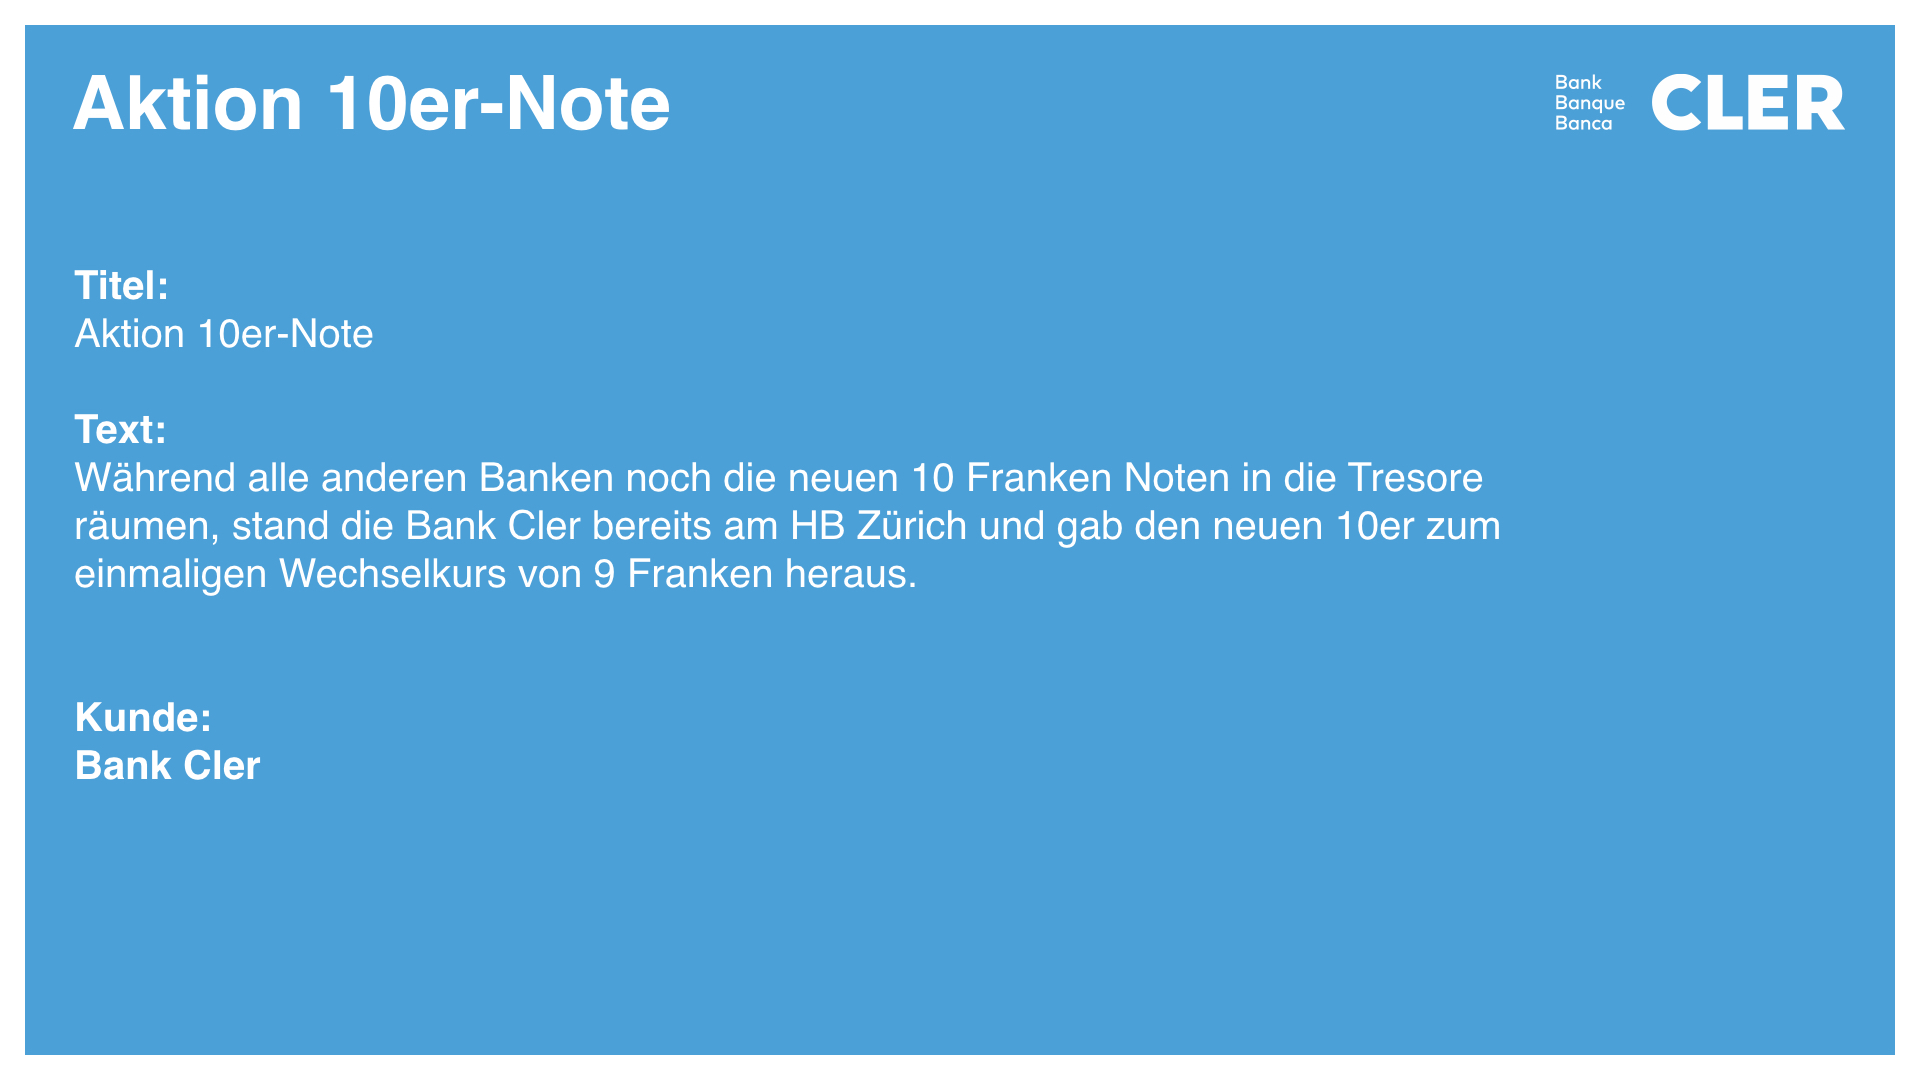 Aktion 10er-Note
Bank
Banque
Banca
CLER
Titel:
Aktion 10er-Note
Text:
Während alle anderen Banken noch die neuen 10 Franken Noten in die Tresore
räumen, stand die Bank Cler bereits am HB Zürich und gab den neuen 10er zum
einmaligen Wechselkurs von 9 Franken heraus.
Kunde:
Bank Cler